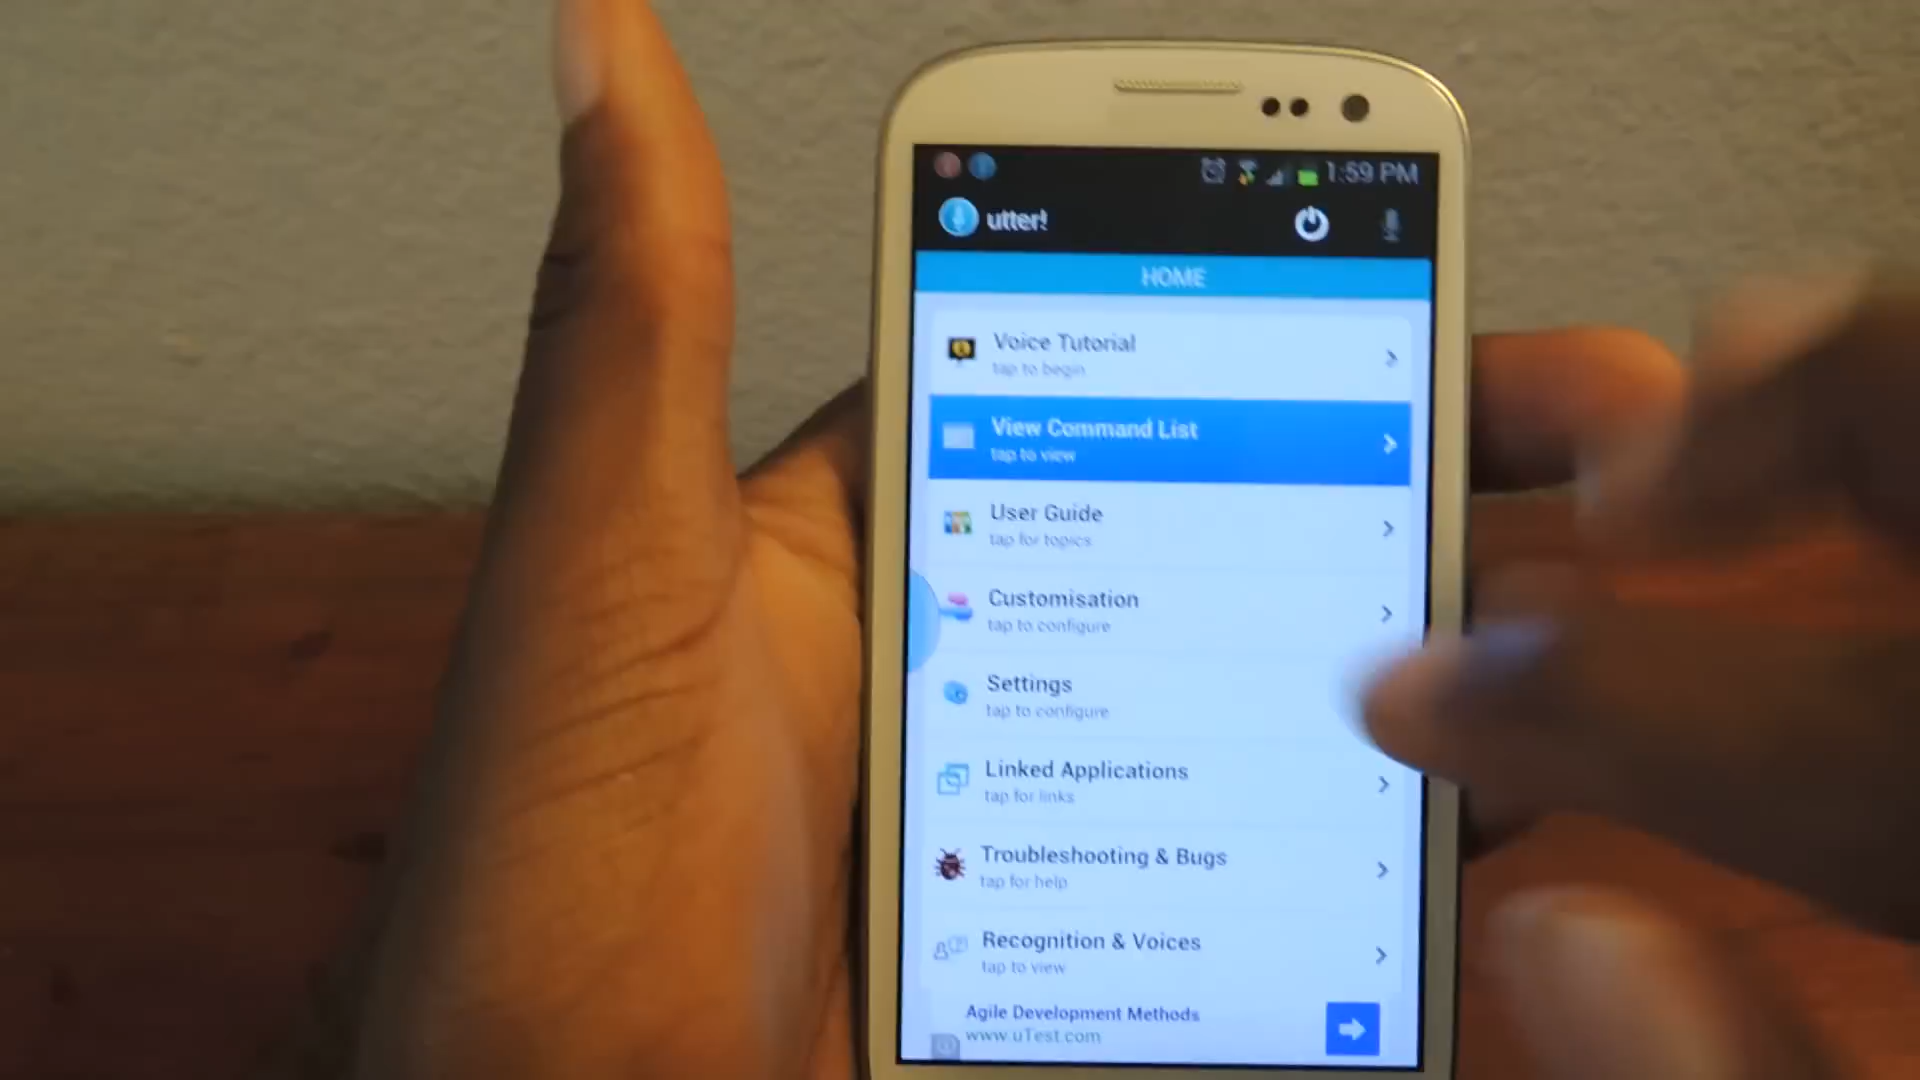 1:59 PM
utter!
HOME
Voice Tutorial
tap to begin
View Command List
tap to view
User Guide
tap for topics
Customisation
tap to configure
Settings
tap to configure
Linked Applications
tap for links
Troubleshooting & Bugs
tap for help
Recognition & Voices
tap to view
Agile Development Methods
www.uTest.com